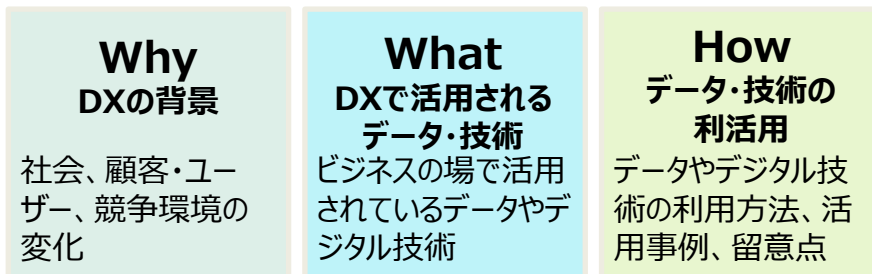 Why
DXの背景
社会、顧客・ユー
ザー、競争環境の
変化
What
DXで活用される
データ・技術
ビジネスの場で活用
されているデータやデ
ジタル技術
How
データ・技術の
利活用
データやデジタル技
術の利用方法、活
用事例、留意点